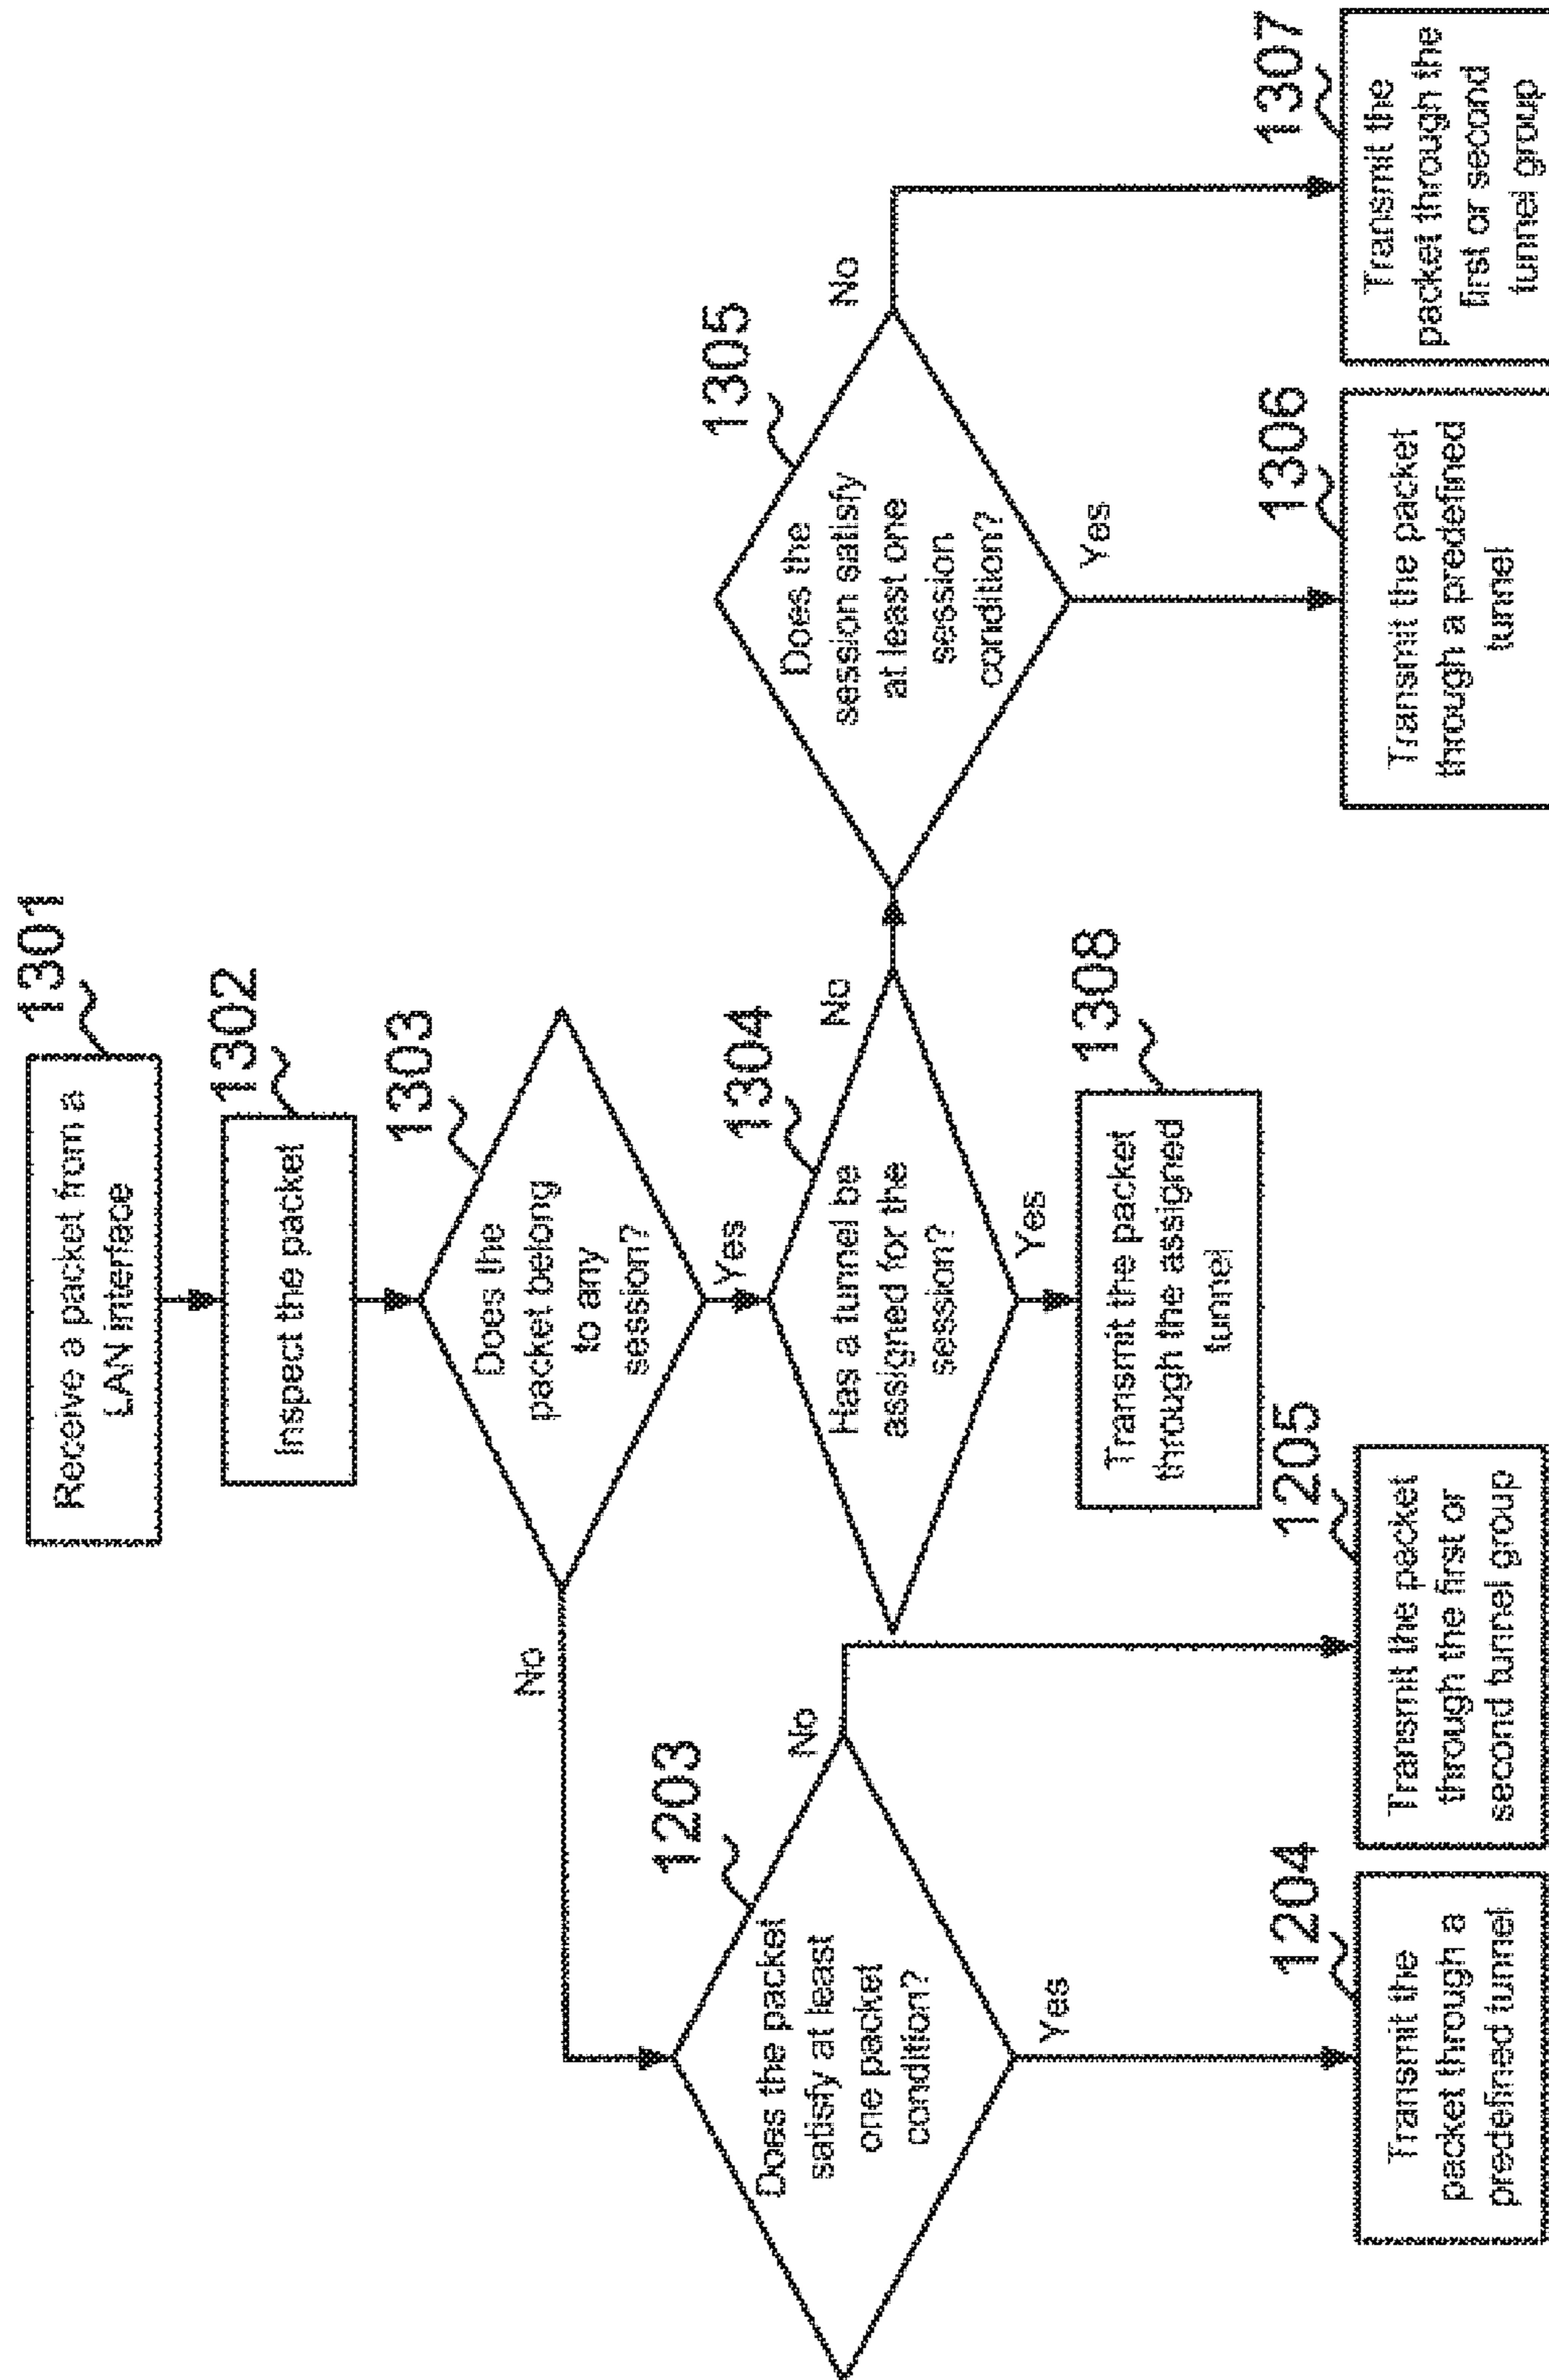 1301
Receive a packet from a
LAN interface
1302
Inspect the packet
1303
Does the
packet belong
to any
session?
No
Yes
1203
Does the packet
satisfy at least
one packet
condition?
No
Yes
1304
Has a tunnel be
assigned for the
session?
No
Yes
1305
Does the
session satisfy
at least one
session
condition?
No
Yes
1308
Transmit the packet
through the assigned
tunnel
1204
Transmit the
packet through a
predefined tunnel
1205
Transmit the packet
through the first or
second tunnel group
1306
Transmit the packet
through a predefined
tunnel
1307
Transmit the
packet through the
first or second
tunnel group